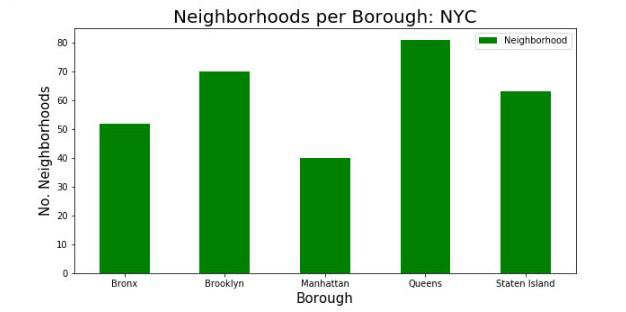 Neighborhoods per Borough: NYC
Neighborhood
No. Neighborhoods
80
70
60
50
40
30
20
10
0
Bronx Brooklyn Manhattan Queens Staten Island
Borough